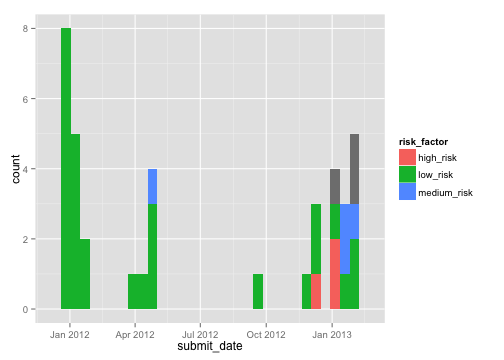 8
6
4
2
0
count
Jan 2012 Apr 2012 Jul 2012 Oct 2012 Jan 2013
submit_date
risk_factor
high_risk
low_risk
medium_risk